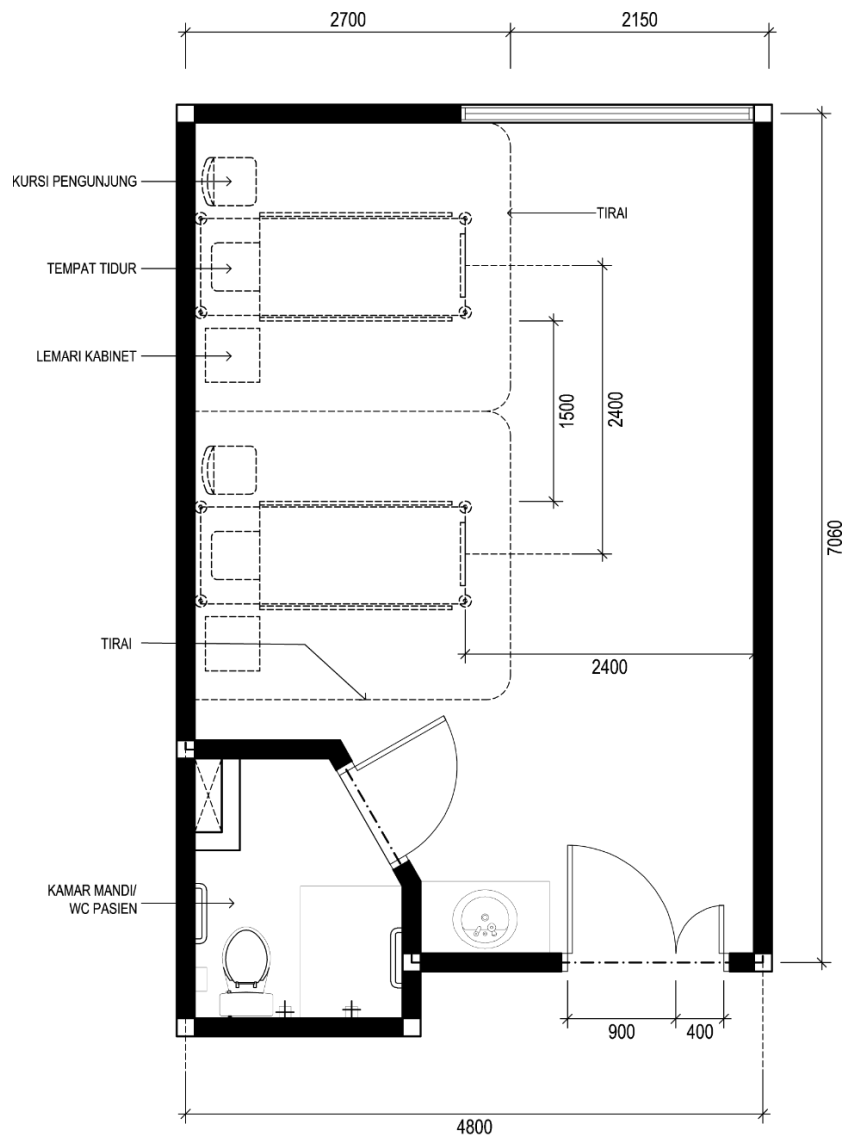 2700
2150
KURSI PENGUNJUNG
TIRAI
TEMPAT TIDUR
LEMARI KABINET
1500
2400
7060
TIRAI
2400
KAMAR MANDI/
WC PASIEN
900
400
4800